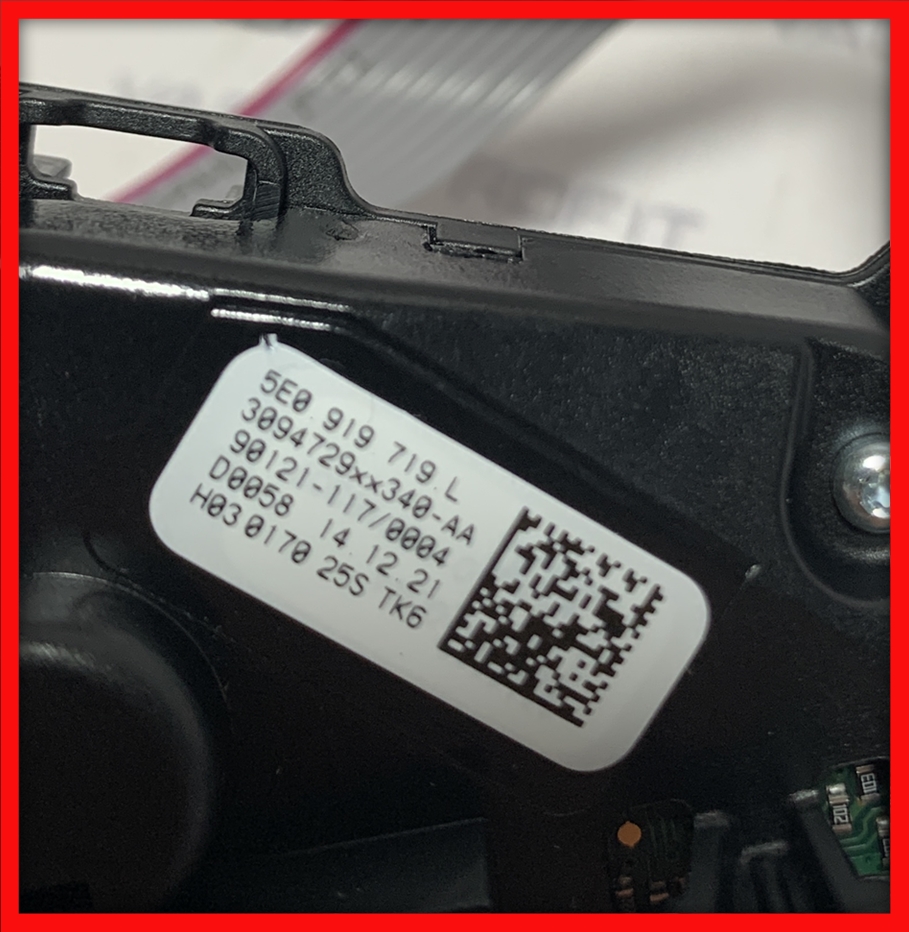 5E0 919 719 L
3094729xx340-AA
90121-117/0004
D0058 14.12.21
H03 0170 25S TK6